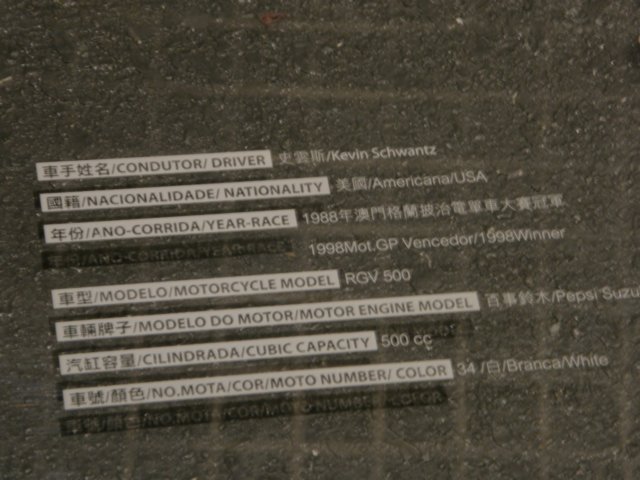 車手姓名/CONDUTOR/ DRIVER 史雲斯/Kevin Schwantz
國籍/NACIONALIDADE/ NATIONALITY 美國/Americana/USA
年份/ANO-CORRIDA/YEAR-RACE 1988年澳門格蘭披治電單車大賽冠軍
1998Mot.GP Vencedor/1998Winner
車型/MODELO/MOTORCYCLE MODEL RGV 500
車輛牌子/MODELO DO MOTOR/MOTOR ENGINE MODEL 百事鈴木/Pepsi Suzu
汽缸容量/CILINDRADA/CUBIC CAPACITY 500 cc
車號/顏色/NO.MOTA/COR/MOTO NUMBER/ COLOR 34 /白/Branca/White